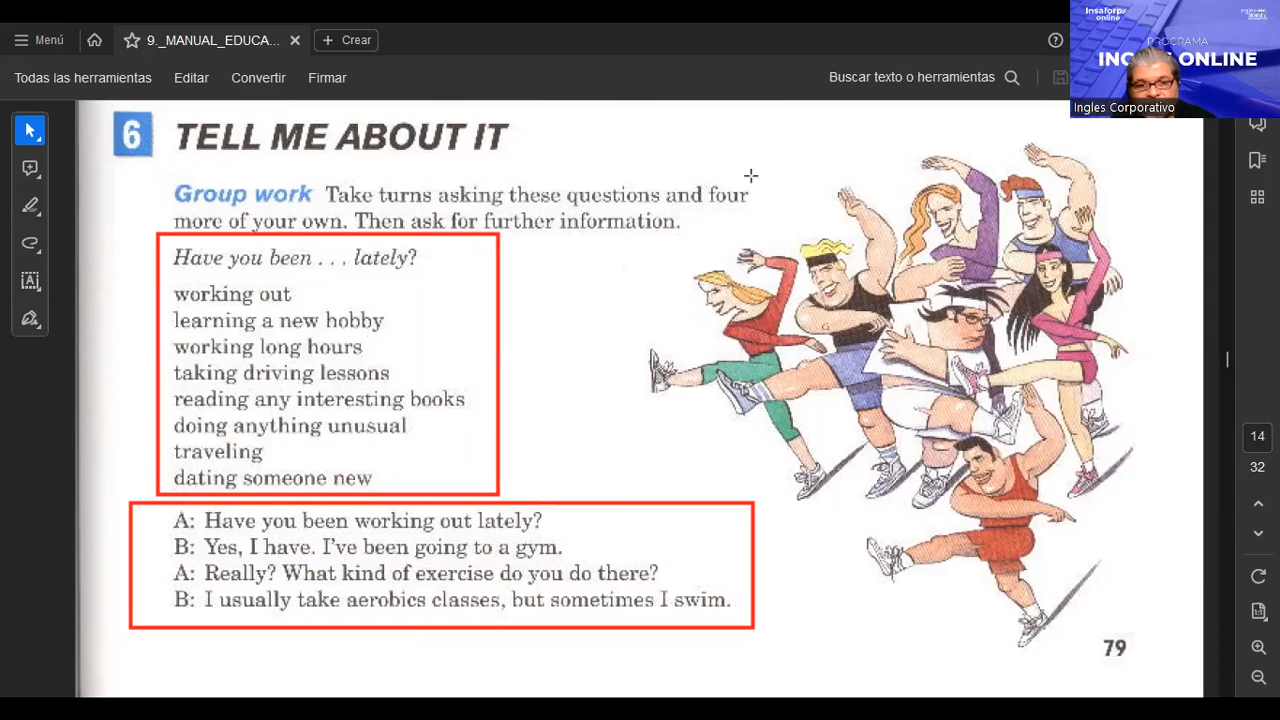 Menú
9._MANUAL_EDUCA...
Crear
Todas las herramientas
Editar
Convertir
Firmar
Buscar texto o herramientas
Insaforp
online
PROGRAMA
INGLES ONLINE
Ingles Corporativo
6 TELL ME ABOUT IT
Group work Take turns asking these questions and four
more of your own. Then ask for further information.
Have you been . . . lately?
working out
learning a new hobby
working long hours
taking driving lessons
reading any interesting books
doing anything unusual
traveling
dating someone new
A: Have you been working out lately?
B: Yes, I have. I've been going to a gym.
A: Really? What kind of exercise do you do there?
B: I usually take aerobics classes, but sometimes I swim.
79
14
32